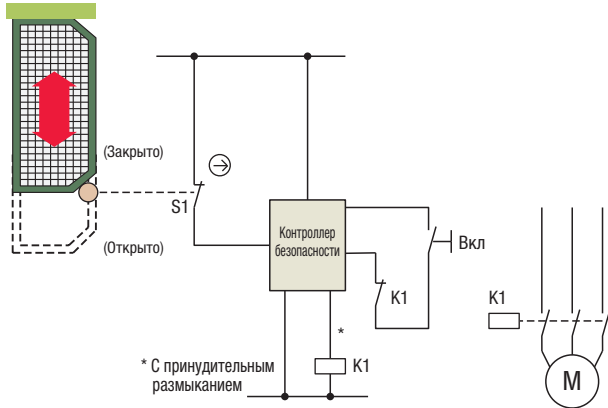 (Закрыто)
S1
(Открыто)
Контроллер
безопасности
Вкл
K1
K1
*
* С принудительным
размыканием
K1
M